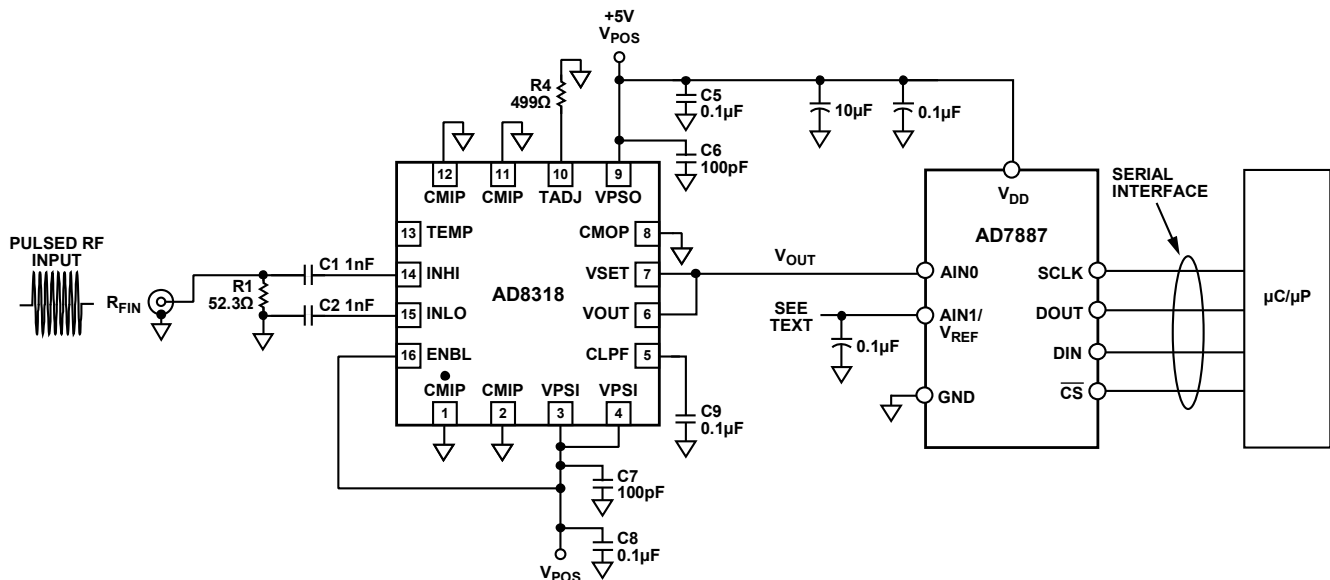 +5V
VPOS
R4
499Ω
C5
0.1µF
10µF
0.1µF
C6
100pF
12
11
10
9
CMIP
CMIP
TADJ
VPSO
13
TEMP
CMOP
8
14
INHI
VSET
7
15
INLO
VOUT
6
16
ENBL
CLPF
5
AD8318
CMIP
CMIP
VPSI
VPSI
1
2
3
4
PULSED RF
INPUT
RFIN
R1
52.3Ω
C1 1nF
C2 1nF
C9
0.1µF
C7
100pF
C8
0.1µF
VPOS
VOUT
SEE
TEXT
0.1µF
VDD
AD7887
AIN0
AIN1/
VREF
GND
SCLK
DOUT
DIN
CS
SERIAL
INTERFACE
µC/µP